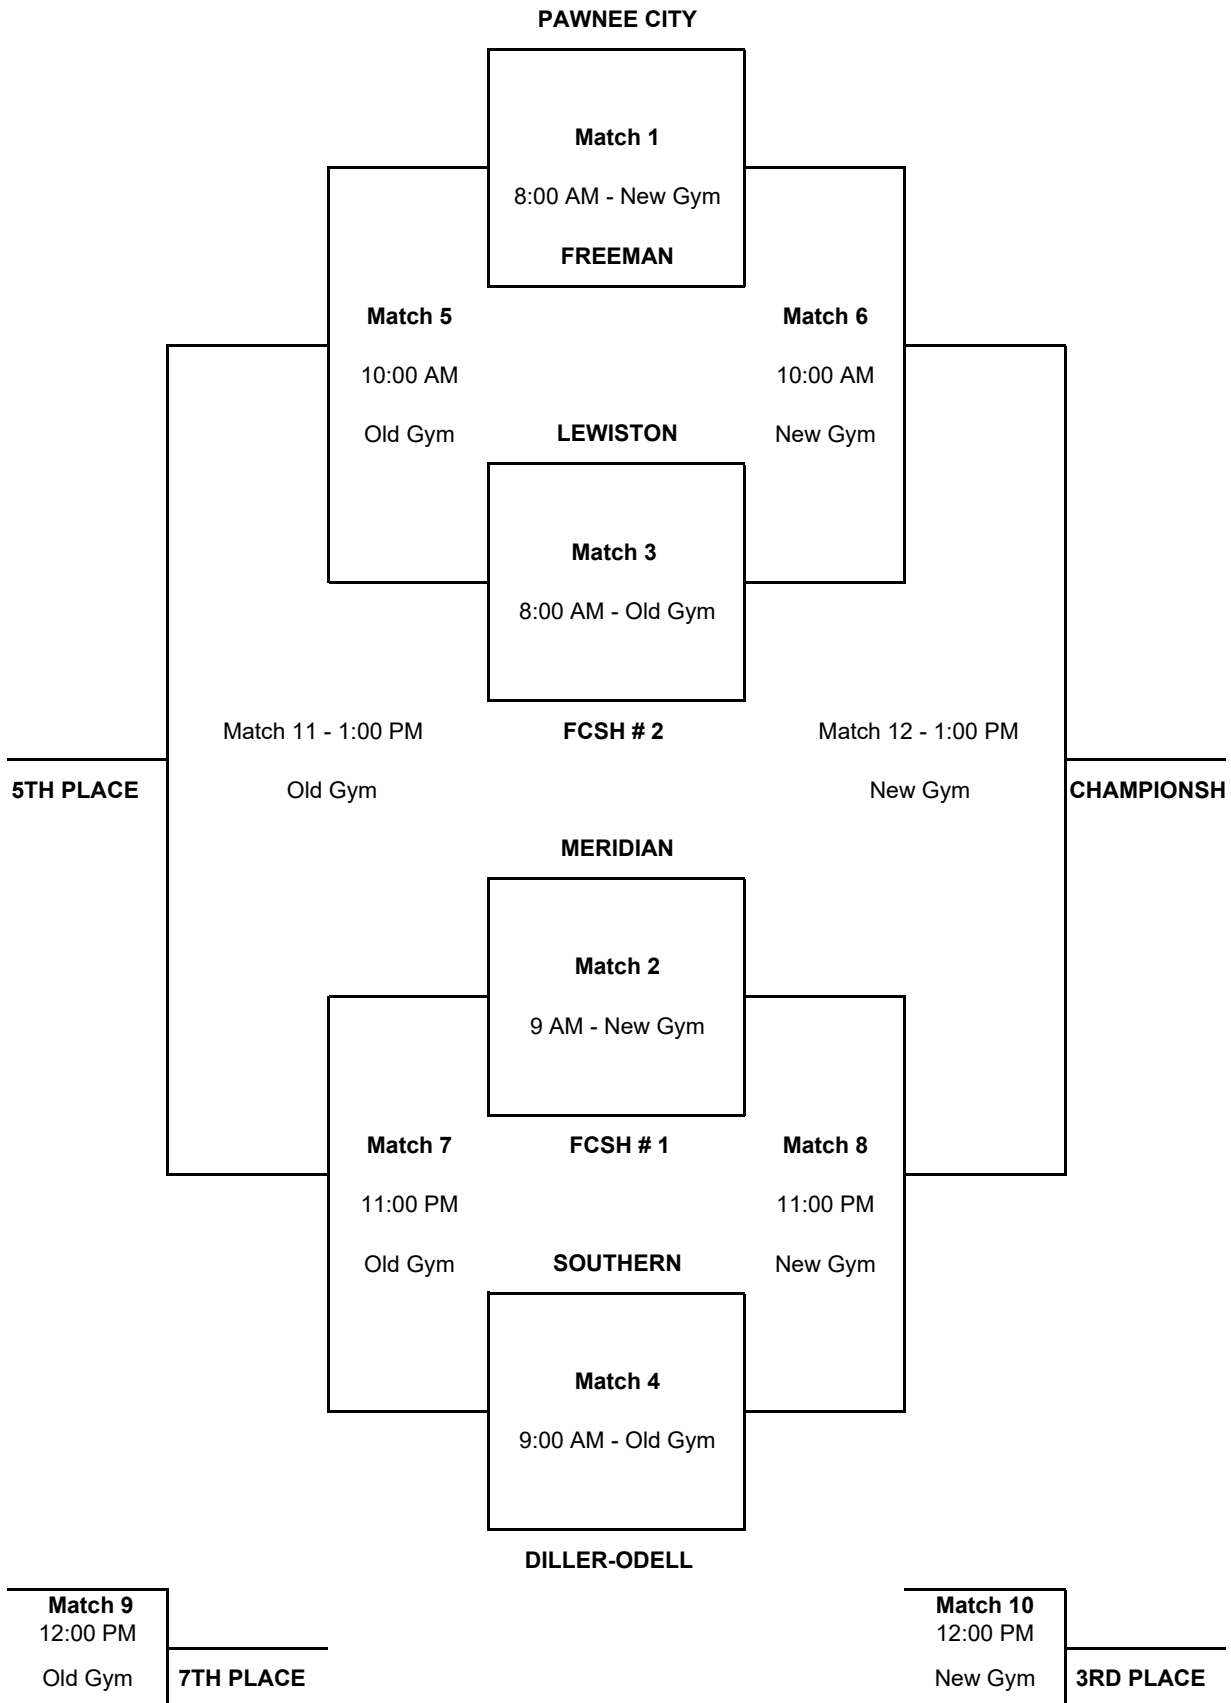 PAWNEE CITY
Match 1
8:00 AM - New Gym
FREEMAN
Match 5
Match 6
10:00 AM
10:00 AM
Old Gym
LEWISTON
New Gym
Match 3
8:00 AM - Old Gym
Match 11 - 1:00 PM
FCSH # 2
Match 12 - 1:00 PM
5TH PLACE
Old Gym
New Gym
CHAMPIONSH
MERIDIAN
Match 2
9 AM - New Gym
Match 7
FCSH # 1
Match 8
11:00 PM
11:00 PM
Old Gym
SOUTHERN
New Gym
Match 4
9:00 AM - Old Gym
DILLER-ODELL
Match 9
12:00 PM
Old Gym
7TH PLACE
Match 10
12:00 PM
New Gym
3RD PLACE